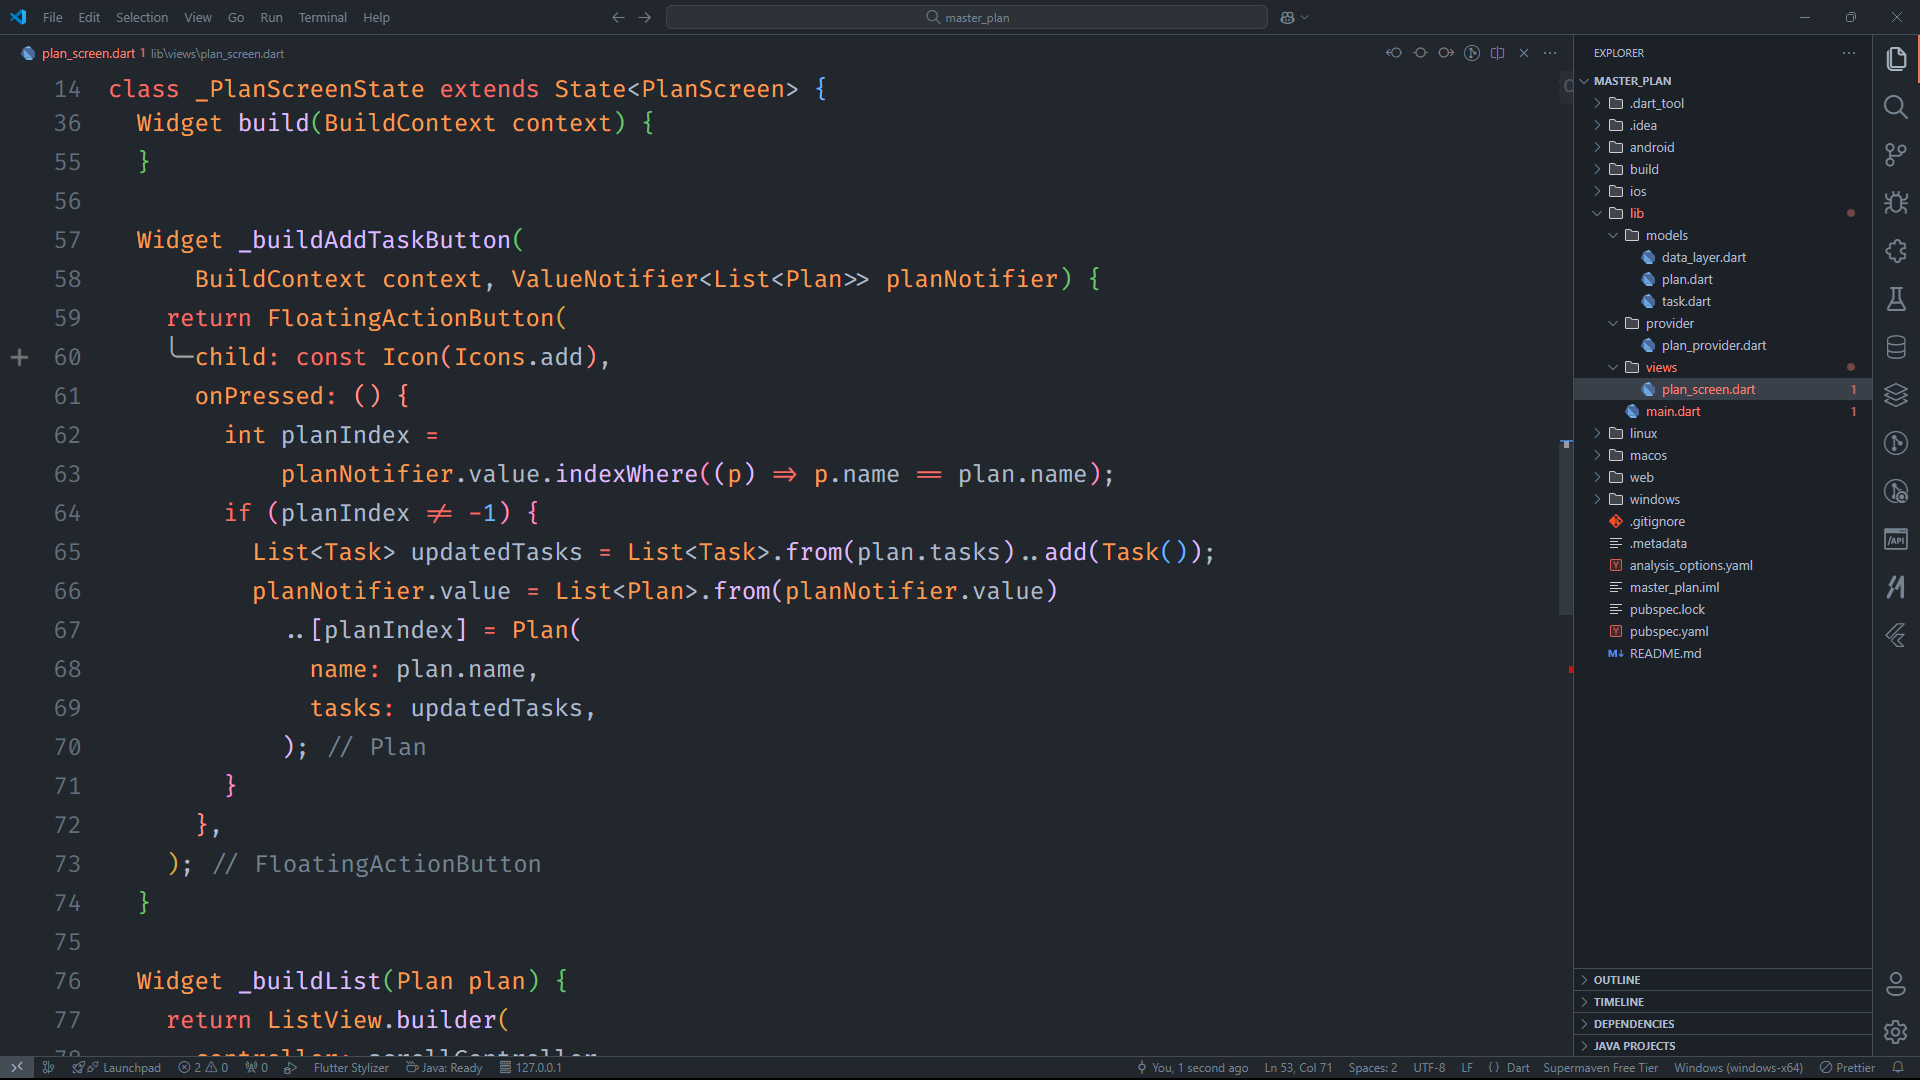 File Edit Selection View Go Run Terminal Help
master_plan
plan_screen.dart 1 lib\views\plan_screen.dart
14 class _PlanScreenState extends State<PlanScreen> {
36 Widget build(BuildContext context) {
55 }
56
57 Widget _buildAddTaskButton(
58 BuildContext context, ValueNotifier<List<Plan>> planNotifier) {
59 return FloatingActionButton(
60 child: const Icon(Icons.add),
61 onPressed: () {
62 int planIndex =
63 planNotifier.value.indexWhere((p) => p.name == plan.name);
64 if (planIndex != -1) {
65 List<Task> updatedTasks = List<Task>.from(plan.tasks)..add(Task());
66 planNotifier.value = List<Plan>.from(planNotifier.value)
67 ..[planIndex] = Plan(
68 name: plan.name,
69 tasks: updatedTasks,
70 ); // Plan
71 }
72 },
73 ); // FloatingActionButton
74 }
75
76 Widget _buildList(Plan plan) {
77 return ListView.builder(
78 controller: scrollController
EXPLORER
MASTER_PLAN
.dart_tool
.idea
android
build
ios
lib
models
data_layer.dart
plan.dart
task.dart
provider
plan_provider.dart
views
plan_screen.dart 1
main.dart 1
linux
macos
web
windows
.gitignore
.metadata
analysis_options.yaml
master_plan.iml
pubspec.lock
pubspec.yaml
README.md
OUTLINE
TIMELINE
DEPENDENCIES
JAVA PROJECTS
Launchpad 2 0 0 Flutter Stylizer Java: Ready 127.0.0.1 You, 1 second ago Ln 53, Col 71 Spaces: 2 UTF-8 LF {} Dart Supermaven Free Tier Windows (windows-x64) Prettier